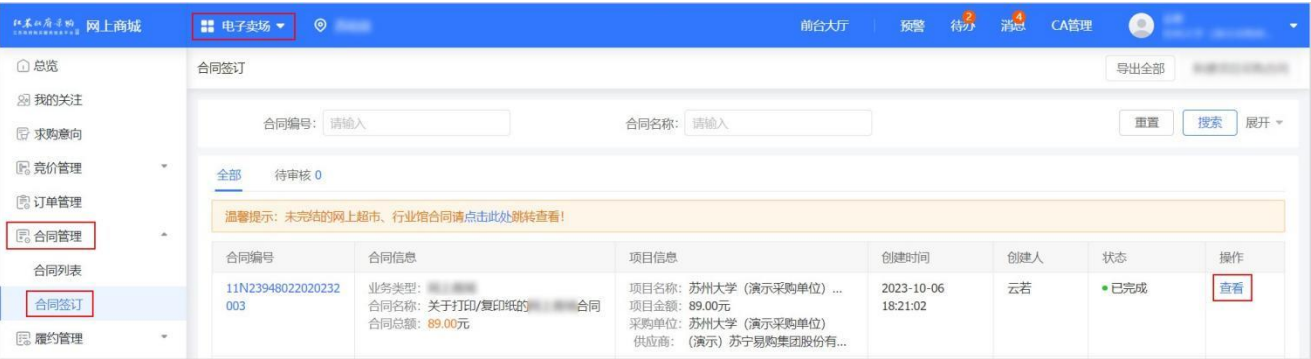 江苏政府采购 网上商城
电子卖场
前台大厅 预警 待办 2 消息 4 CA管理
总览
我的关注
求购意向
竞价管理
订单管理
合同管理
合同列表
合同签订
履约管理
合同签订
导出全部
合同编号： 请输入 合同名称： 请输入 重置 搜索 展开
全部 待审核 0
温馨提示：未完结的网上超市、行业馆合同请点击此处跳转查看！
合同编号 合同信息 项目信息 创建时间 创建人 状态 操作
11N23948022020232
003
业务类型：
合同名称：关于打印/复印纸的 合同
合同总额：89.00元
项目名称：苏州大学（演示采购单位）...
项目金额：89.00元
采购单位：苏州大学（演示采购单位）
供应商：（演示）苏宁易购集团股份有...
2023-10-06
18:21:02
云若
已完成
查看